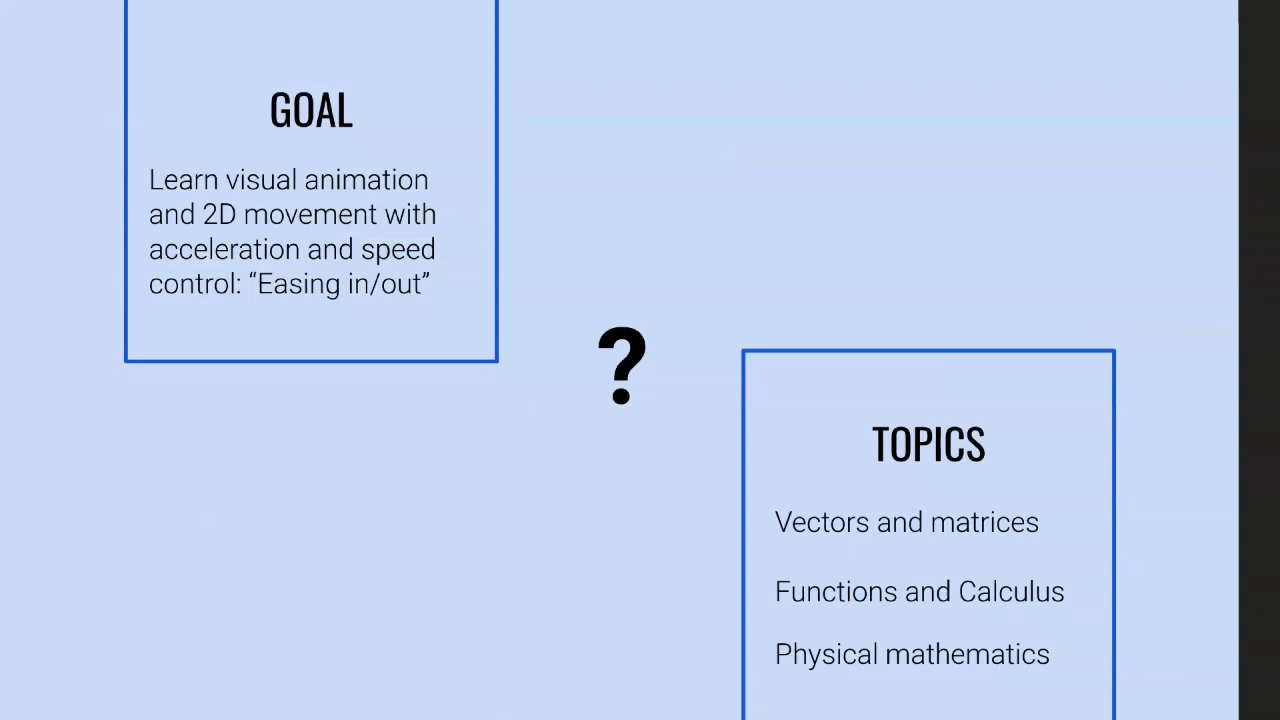 GOAL
Learn visual animation
and 2D movement with
acceleration and speed
control: “Easing in/out”
?
TOPICS
Vectors and matrices
Functions and Calculus
Physical mathematics